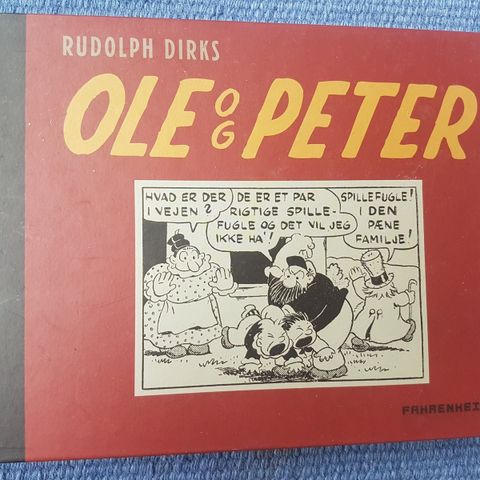 RUDOLPH DIRKS
OLE OG PETER
HVAD ER DER
I VEJEN?
DE ER ET PAR
RIGTIGE SPILLE-
FUGLE OG DET VIL JEG
IKKE HA'!
SPILLEFUGLE!
I DEN
PÆNE
FAMILJE!
FAHRENHEI